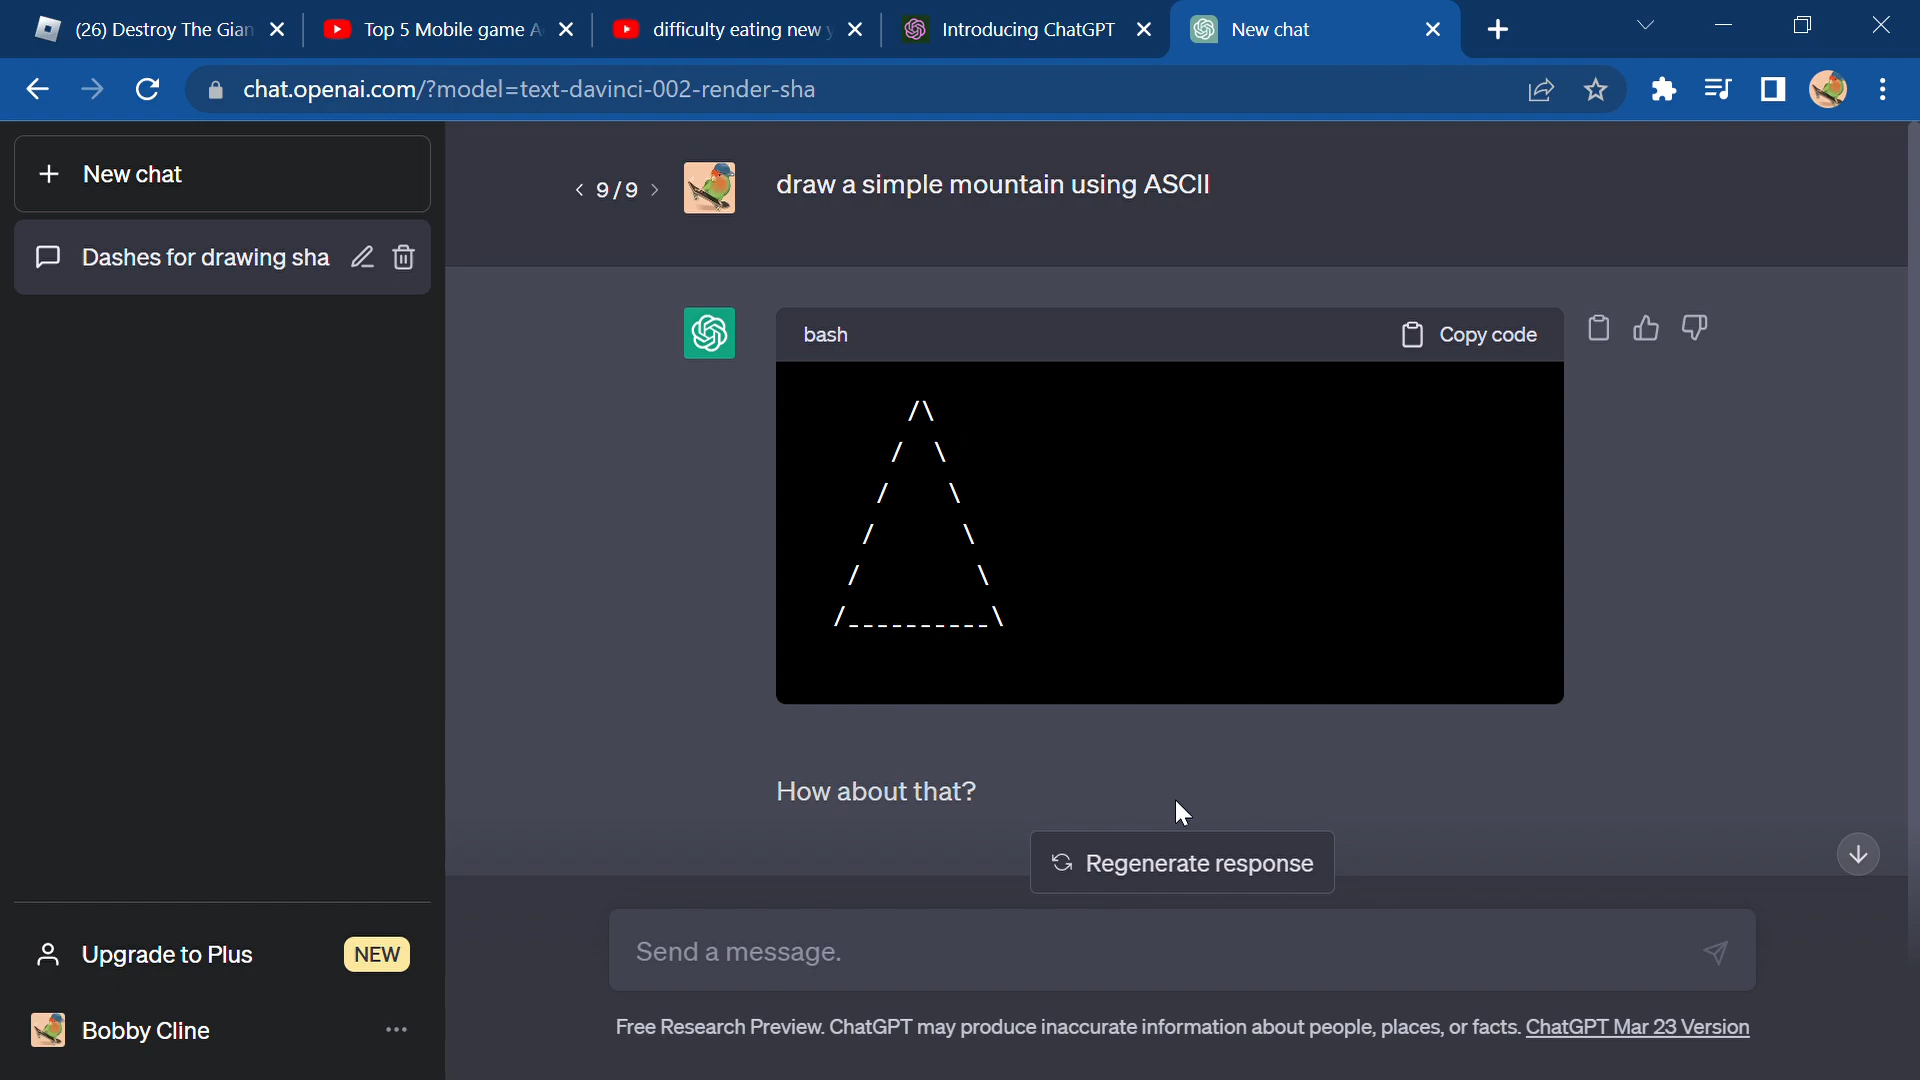 (26) Destroy The Gian
Top 5 Mobile game A
difficulty eating new y
Introducing ChatGPT
New chat
chat.openai.com/?model=text-davinci-002-render-sha
New chat
Dashes for drawing sha
< 9 / 9 >
draw a simple mountain using ASCII
bash
Copy code
/\
/  \
/    \
/      \
/        \
/__________\
How about that?
Regenerate response
Send a message.
Upgrade to Plus
NEW
Bobby Cline
Free Research Preview. ChatGPT may produce inaccurate information about people, places, or facts. ChatGPT Mar 23 Version